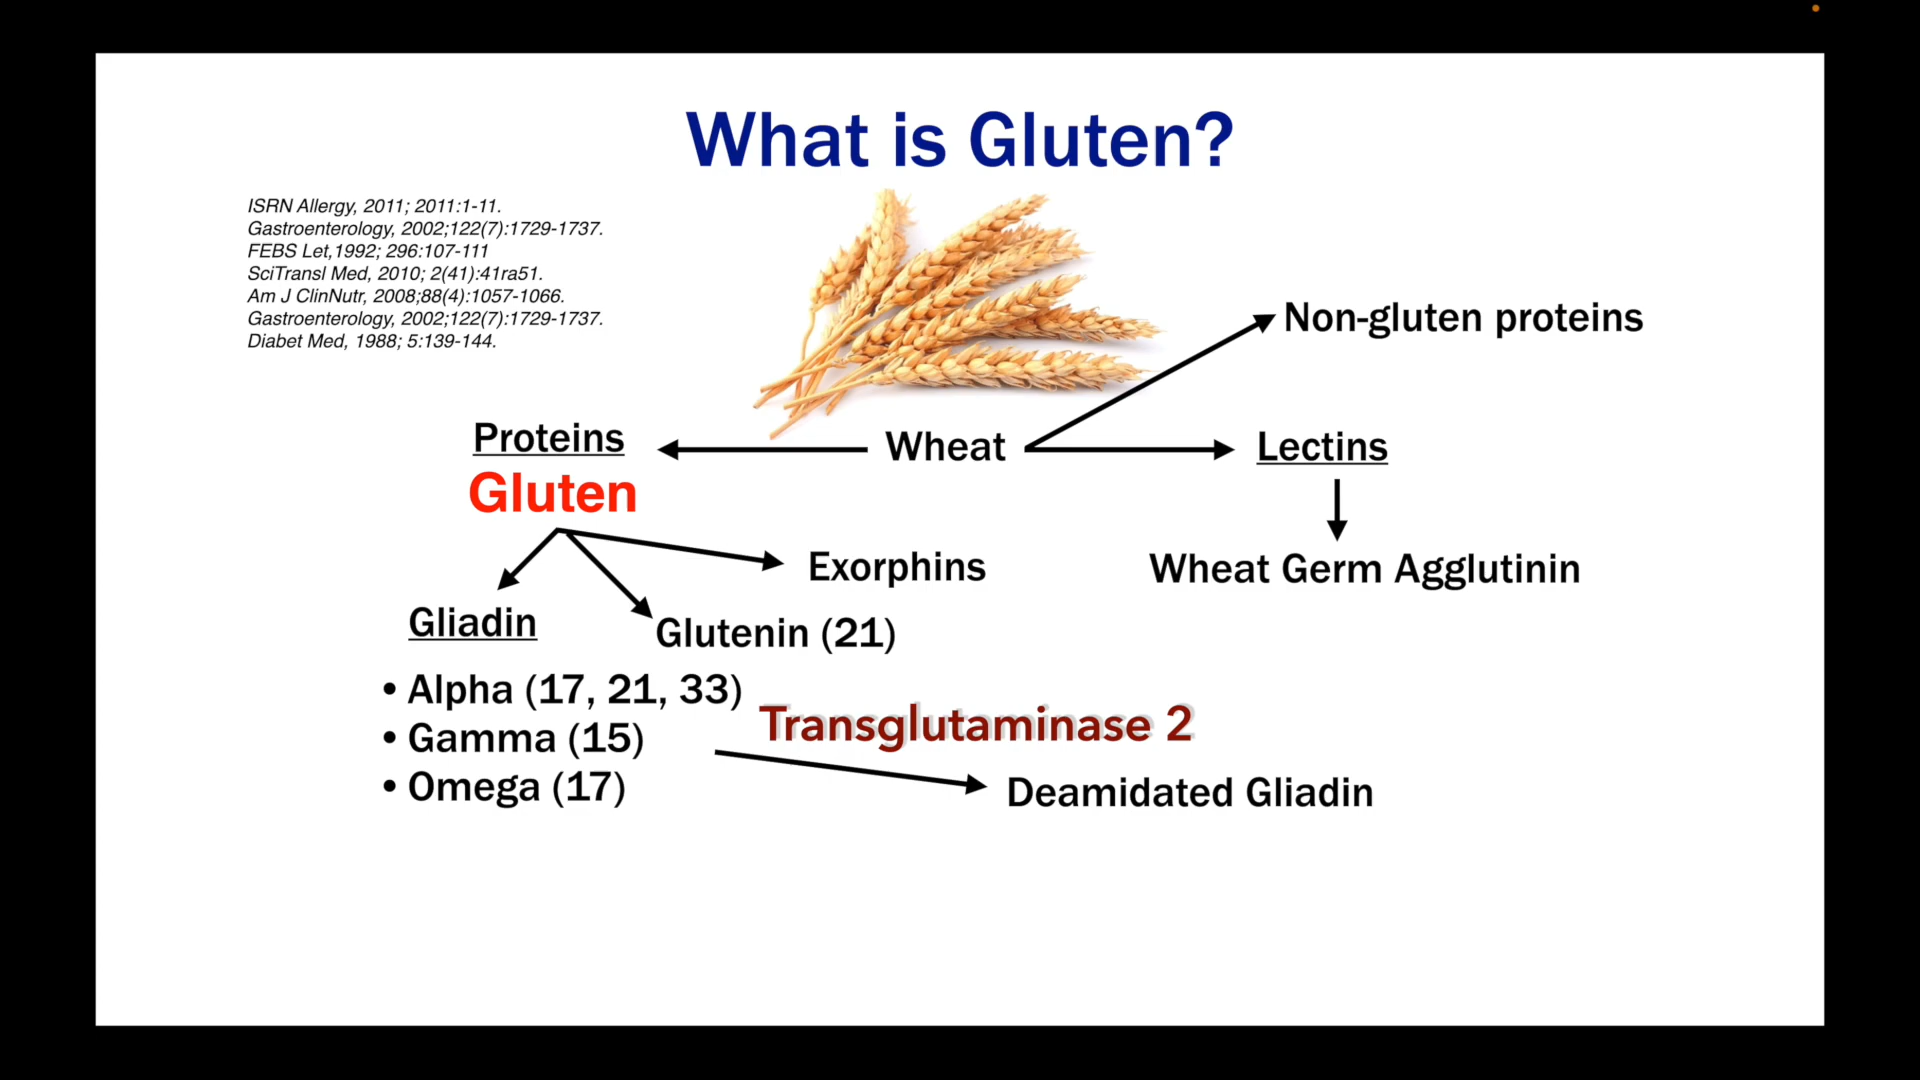 What is Gluten?
ISRN Allergy, 2011; 2011:1-11.
Gastroenterology, 2002;122(7):1729-1737.
FEBS Let,1992; 296:107-111
SciTransl Med, 2010; 2(41):41ra51.
Am J ClinNutr, 2008;88(4):1057-1066.
Gastroenterology, 2002;122(7):1729-1737.
Diabet Med, 1988; 5:139-144.
Non-gluten proteins
Proteins
Wheat
Lectins
Gluten
Exorphins
Wheat Germ Agglutinin
Gliadin
Glutenin (21)
• Alpha (17, 21, 33)
Transglutaminase 2
• Gamma (15)
• Omega (17)
Deamidated Gliadin